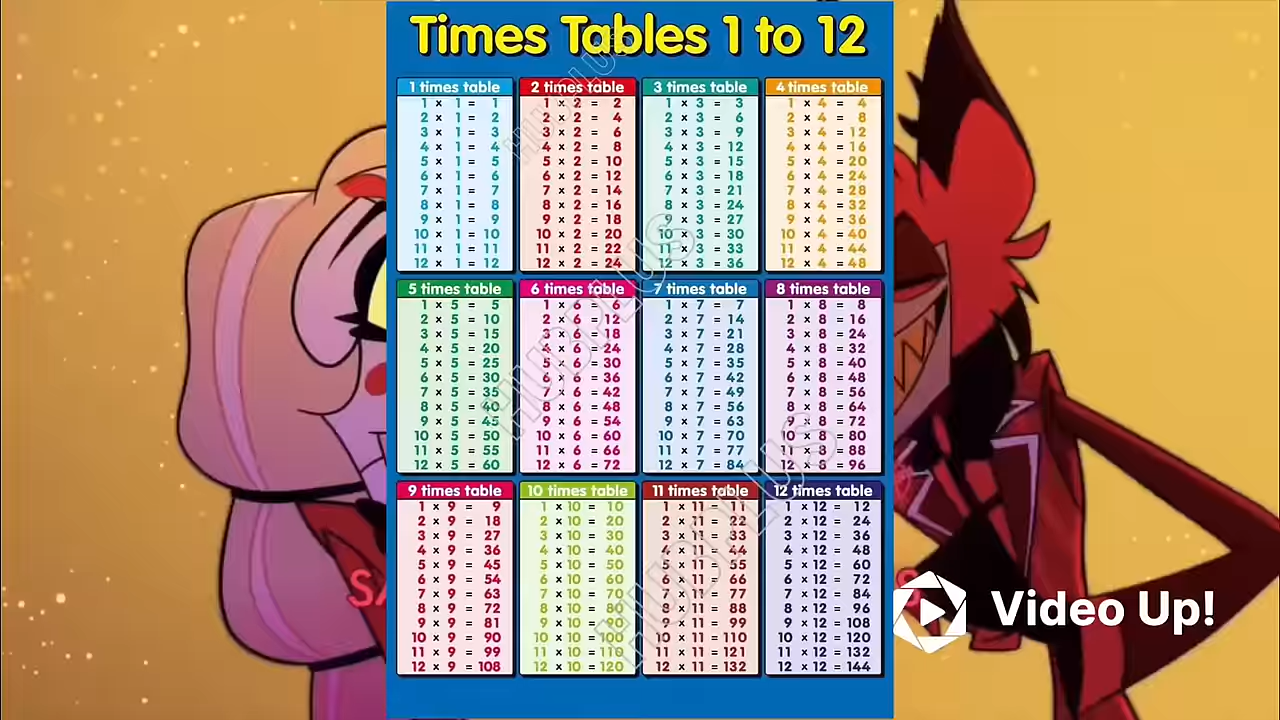 Times Tables 1 to 12
1 times table
1 × 1 = 1
2 × 1 = 2
3 × 1 = 3
4 × 1 = 4
5 × 1 = 5
6 × 1 = 6
7 × 1 = 7
8 × 1 = 8
9 × 1 = 9
10 × 1 = 10
11 × 1 = 11
12 × 1 = 12
2 times table
1 × 2 = 2
2 × 2 = 4
3 × 2 = 6
4 × 2 = 8
5 × 2 = 10
6 × 2 = 12
7 × 2 = 14
8 × 2 = 16
9 × 2 = 18
10 × 2 = 20
11 × 2 = 22
12 × 2 = 24
3 times table
1 × 3 = 3
2 × 3 = 6
3 × 3 = 9
4 × 3 = 12
5 × 3 = 15
6 × 3 = 18
7 × 3 = 21
8 × 3 = 24
9 × 3 = 27
10 × 3 = 30
11 × 3 = 33
12 × 3 = 36
4 times table
1 × 4 = 4
2 × 4 = 8
3 × 4 = 12
4 × 4 = 16
5 × 4 = 20
6 × 4 = 24
7 × 4 = 28
8 × 4 = 32
9 × 4 = 36
10 × 4 = 40
11 × 4 = 44
12 × 4 = 48
5 times table
1 × 5 = 5
2 × 5 = 10
3 × 5 = 15
4 × 5 = 20
5 × 5 = 25
6 × 5 = 30
7 × 5 = 35
8 × 5 = 40
9 × 5 = 45
10 × 5 = 50
11 × 5 = 55
12 × 5 = 60
6 times table
1 × 6 = 6
2 × 6 = 12
3 × 6 = 18
4 × 6 = 24
5 × 6 = 30
6 × 6 = 36
7 × 6 = 42
8 × 6 = 48
9 × 6 = 54
10 × 6 = 60
11 × 6 = 66
12 × 6 = 72
7 times table
1 × 7 = 7
2 × 7 = 14
3 × 7 = 21
4 × 7 = 28
5 × 7 = 35
6 × 7 = 42
7 × 7 = 49
8 × 7 = 56
9 × 7 = 63
10 × 7 = 70
11 × 7 = 77
12 × 7 = 84
8 times table
1 × 8 = 8
2 × 8 = 16
3 × 8 = 24
4 × 8 = 32
5 × 8 = 40
6 × 8 = 48
7 × 8 = 56
8 × 8 = 64
9 × 8 = 72
10 × 8 = 80
11 × 8 = 88
12 × 8 = 96
9 times table
1 × 9 = 9
2 × 9 = 18
3 × 9 = 27
4 × 9 = 36
5 × 9 = 45
6 × 9 = 54
7 × 9 = 63
8 × 9 = 72
9 × 9 = 81
10 × 9 = 90
11 × 9 = 99
12 × 9 = 108
10 times table
1 × 10 = 10
2 × 10 = 20
3 × 10 = 30
4 × 10 = 40
5 × 10 = 50
6 × 10 = 60
7 × 10 = 70
8 × 10 = 80
9 × 10 = 90
10 × 10 = 100
11 × 10 = 110
12 × 10 = 120
11 times table
1 × 11 = 11
2 × 11 = 22
3 × 11 = 33
4 × 11 = 44
5 × 11 = 55
6 × 11 = 66
7 × 11 = 77
8 × 11 = 88
9 × 11 = 99
10 × 11 = 110
11 × 11 = 121
12 × 11 = 132
12 times table
1 × 12 = 12
2 × 12 = 24
3 × 12 = 36
4 × 12 = 48
5 × 12 = 60
6 × 12 = 72
7 × 12 = 84
8 × 12 = 96
9 × 12 = 108
10 × 12 = 120
11 × 12 = 132
12 × 12 = 144
HUBPLUS
HUBPLUS
HUBPLUS
Video Up!